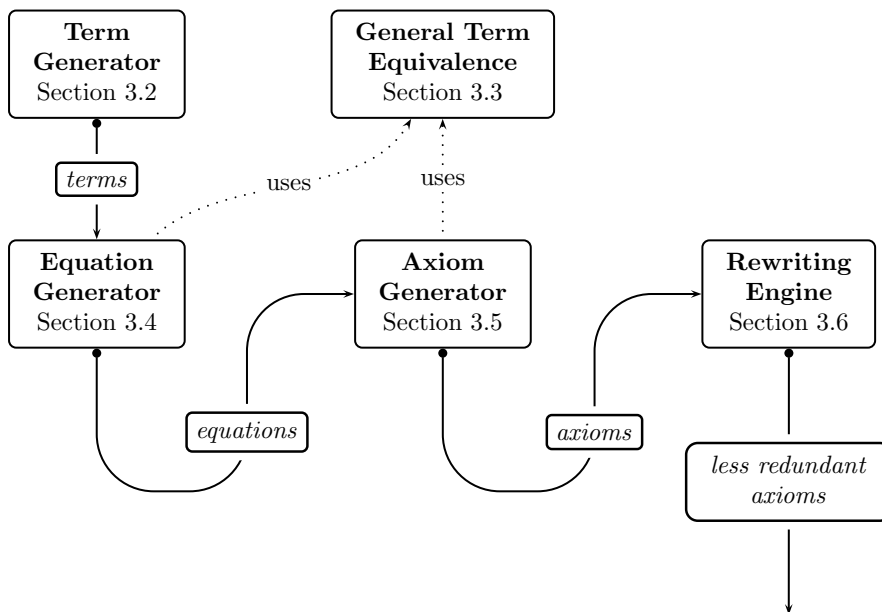 Term
Generator
Section 3.2
General Term
Equivalence
Section 3.3
terms
uses
uses
Equation
Generator
Section 3.4
Axiom
Generator
Section 3.5
Rewriting
Engine
Section 3.6
equations
axioms
less redundant
axioms